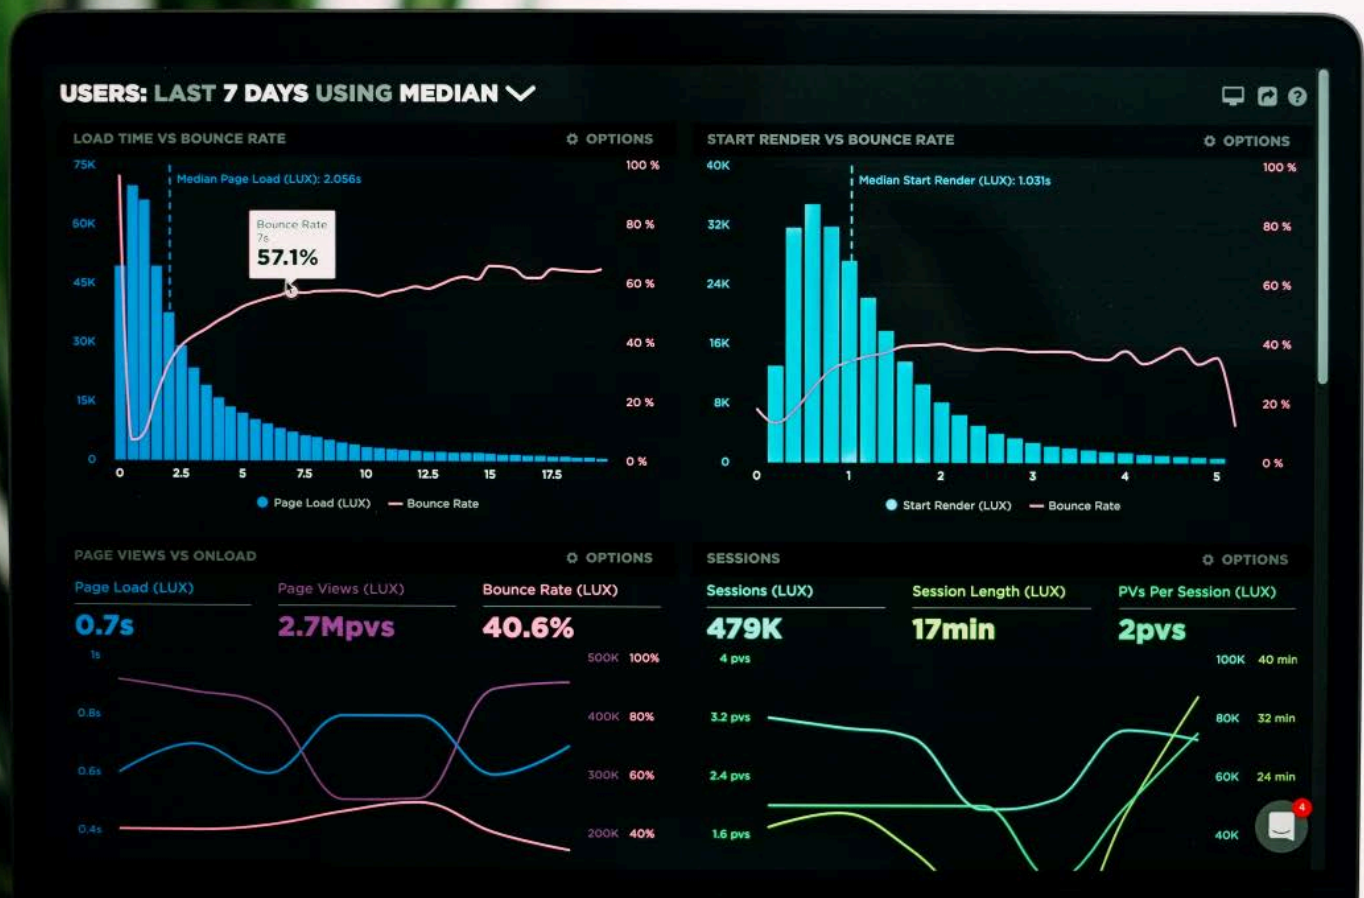 USERS: LAST 7 DAYS USING MEDIAN
LOAD TIME VS BOUNCE RATE
OPTIONS
75K
60K
45K
30K
15K
0
100 %
80 %
60 %
40 %
20 %
0 %
Median Page Load (LUX): 2.056s
Bounce Rate
7s
57.1%
0 2.5 5 7.5 10 12.5 15 17.5
Page Load (LUX) Bounce Rate
START RENDER VS BOUNCE RATE
OPTIONS
40K
32K
24K
16K
8K
0
100 %
80 %
60 %
40 %
20 %
0 %
Median Start Render (LUX): 1.031s
0 1 2 3 4 5
Start Render (LUX) Bounce Rate
PAGE VIEWS VS ONLOAD
OPTIONS
Page Load (LUX) Page Views (LUX) Bounce Rate (LUX)
0.7s 2.7Mpvs 40.6%
1s
0.8s
0.6s
0.4s
500K 100%
400K 80%
300K 60%
200K 40%
SESSIONS
OPTIONS
Sessions (LUX) Session Length (LUX) PVs Per Session (LUX)
479K 17min 2pvs
4 pvs
3.2 pvs
2.4 pvs
1.6 pvs
100K 40 min
80K 32 min
60K 24 min
40K
4